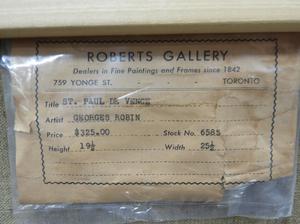 ROBERTS GALLERY
Dealers in Fine Paintings and Frames since 1842
759 YONGE ST. - TORONTO
Title ST. PAUL DE VENCE
Artist GEORGES ROBIN
Price $325.00 Stock No. 6585
Height 19½ Width 25½